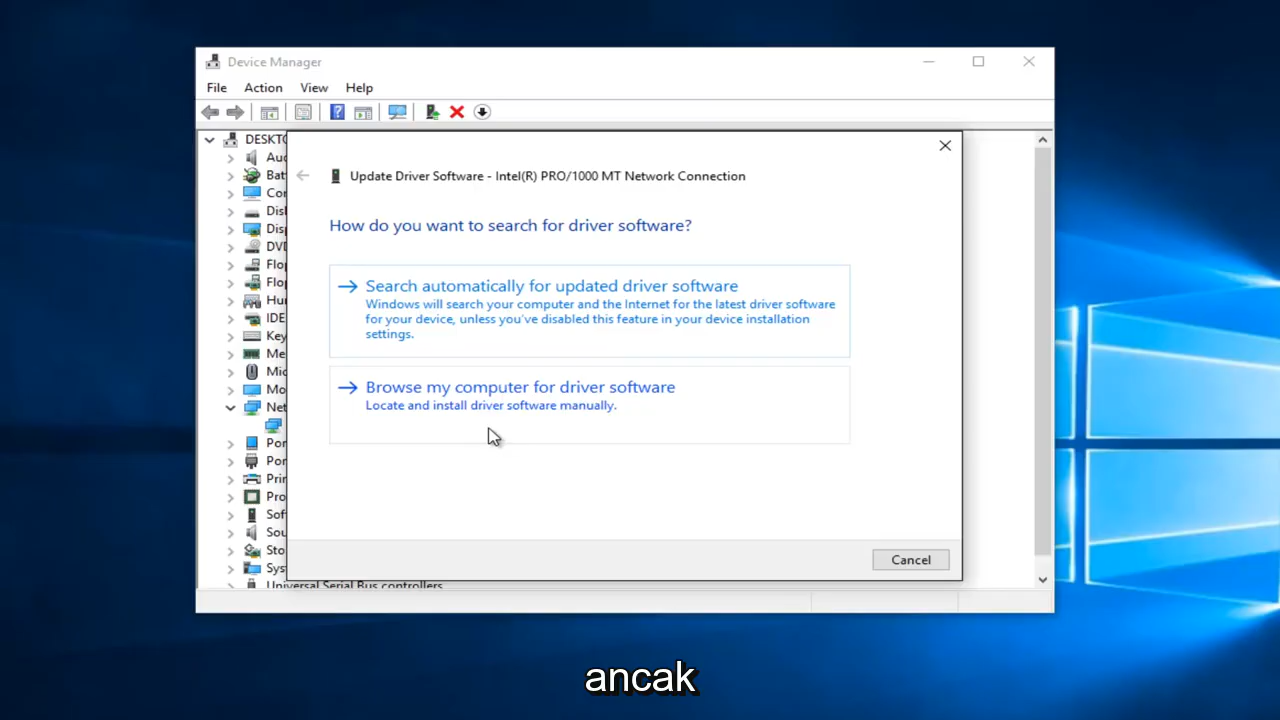 Device Manager
File Action View Help
DESKTO
Update Driver Software - Intel(R) PRO/1000 MT Network Connection
How do you want to search for driver software?
Search automatically for updated driver software
Windows will search your computer and the Internet for the latest driver software
for your device, unless you've disabled this feature in your device installation
settings.
Browse my computer for driver software
Locate and install driver software manually.
Cancel
Aud
Bat
Cor
Disl
Disp
DVD
Flop
Flop
Hur
IDE
Key
Me
Mic
Mo
Net
Por
Por
Prin
Pro
Soft
Sou
Sto
Sys
Universal Serial Bus controllers
ancak